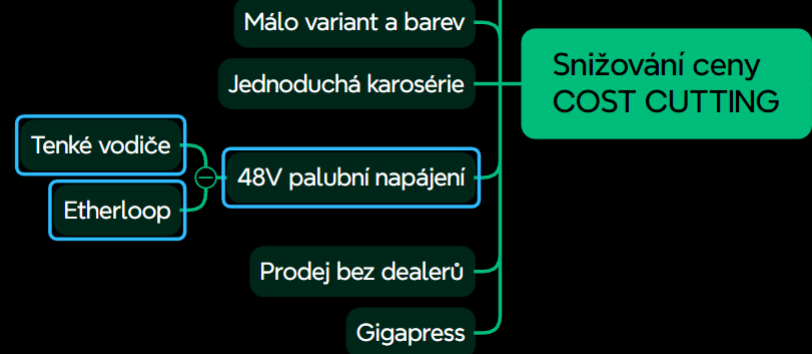 Málo variant a barev
Snižování ceny
COST CUTTING
Jednoduchá karosérie
Tenké vodiče
48V palubní napájení
Etherloop
Prodej bez dealerů
Gigapress